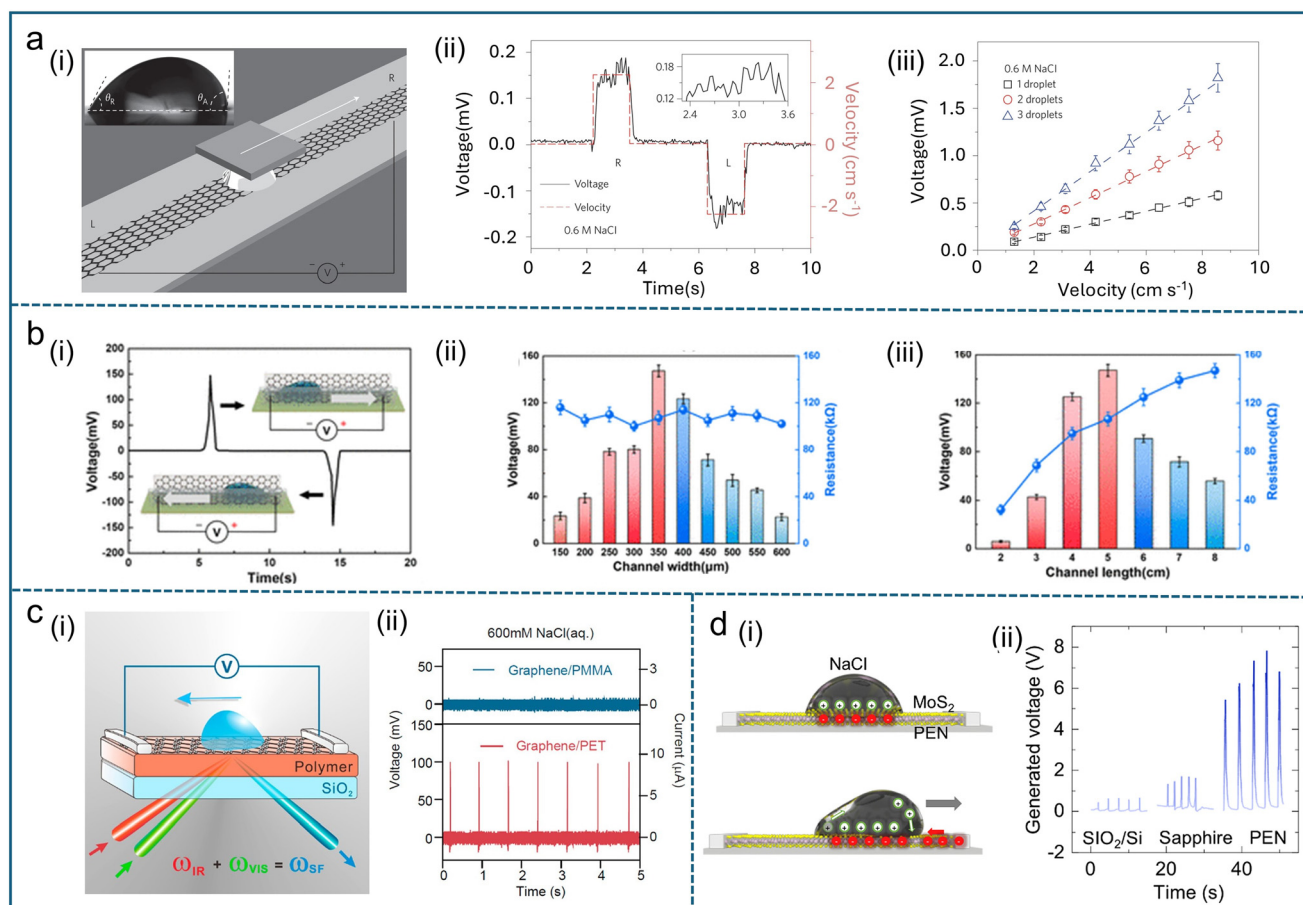 a
(i)
θR
θA
R
L
− V +
(ii)
Voltage(mV)
0.2
0.1
0.0
-0.1
-0.2
0.18
0.12
2.4 3.0 3.6
R
L
Voltage
Velocity
0.6 M NaCl
2
0
-2
Velocity (cm s⁻¹)
0 2 4 6 8 10
Time(s)
(iii)
Voltage(mV)
2.0
1.5
1.0
0.5
0.0
0.6 M NaCl
1 droplet
2 droplets
3 droplets
0 2 4 6 8 10
Velocity (cm s⁻¹)
b
(i)
Voltage(mV)
200
150
100
50
0
-50
-100
-150
-200
− V +
− V +
0 5 10 15 20
Time(s)
(ii)
Voltage(mV)
160
120
80
40
0
160
120
80
40
0
Resistance(kΩ)
150 200 250 300 350 400 450 500 550 600
Channel width(μm)
(iii)
Voltage(mV)
160
120
80
40
0
160
120
80
40
0
Resistance(kΩ)
2 3 4 5 6 7 8
Channel length(cm)
c
(i)
V
Polymer
SiO₂
ωIR + ωVIS = ωSF
(ii)
600mM NaCl(aq.)
Graphene/PMMA
50
0
3
0
Graphene/PET
150
100
50
0
10
5
0
Voltage (mV)
Current (μA)
0 1 2 3 4 5
Time (s)
d
(i)
NaCl
MoS₂
PEN
(ii)
Generated voltage (V)
8
6
4
2
0
-2
SIO₂/Si Sapphire PEN
0 20 40
Time (s)